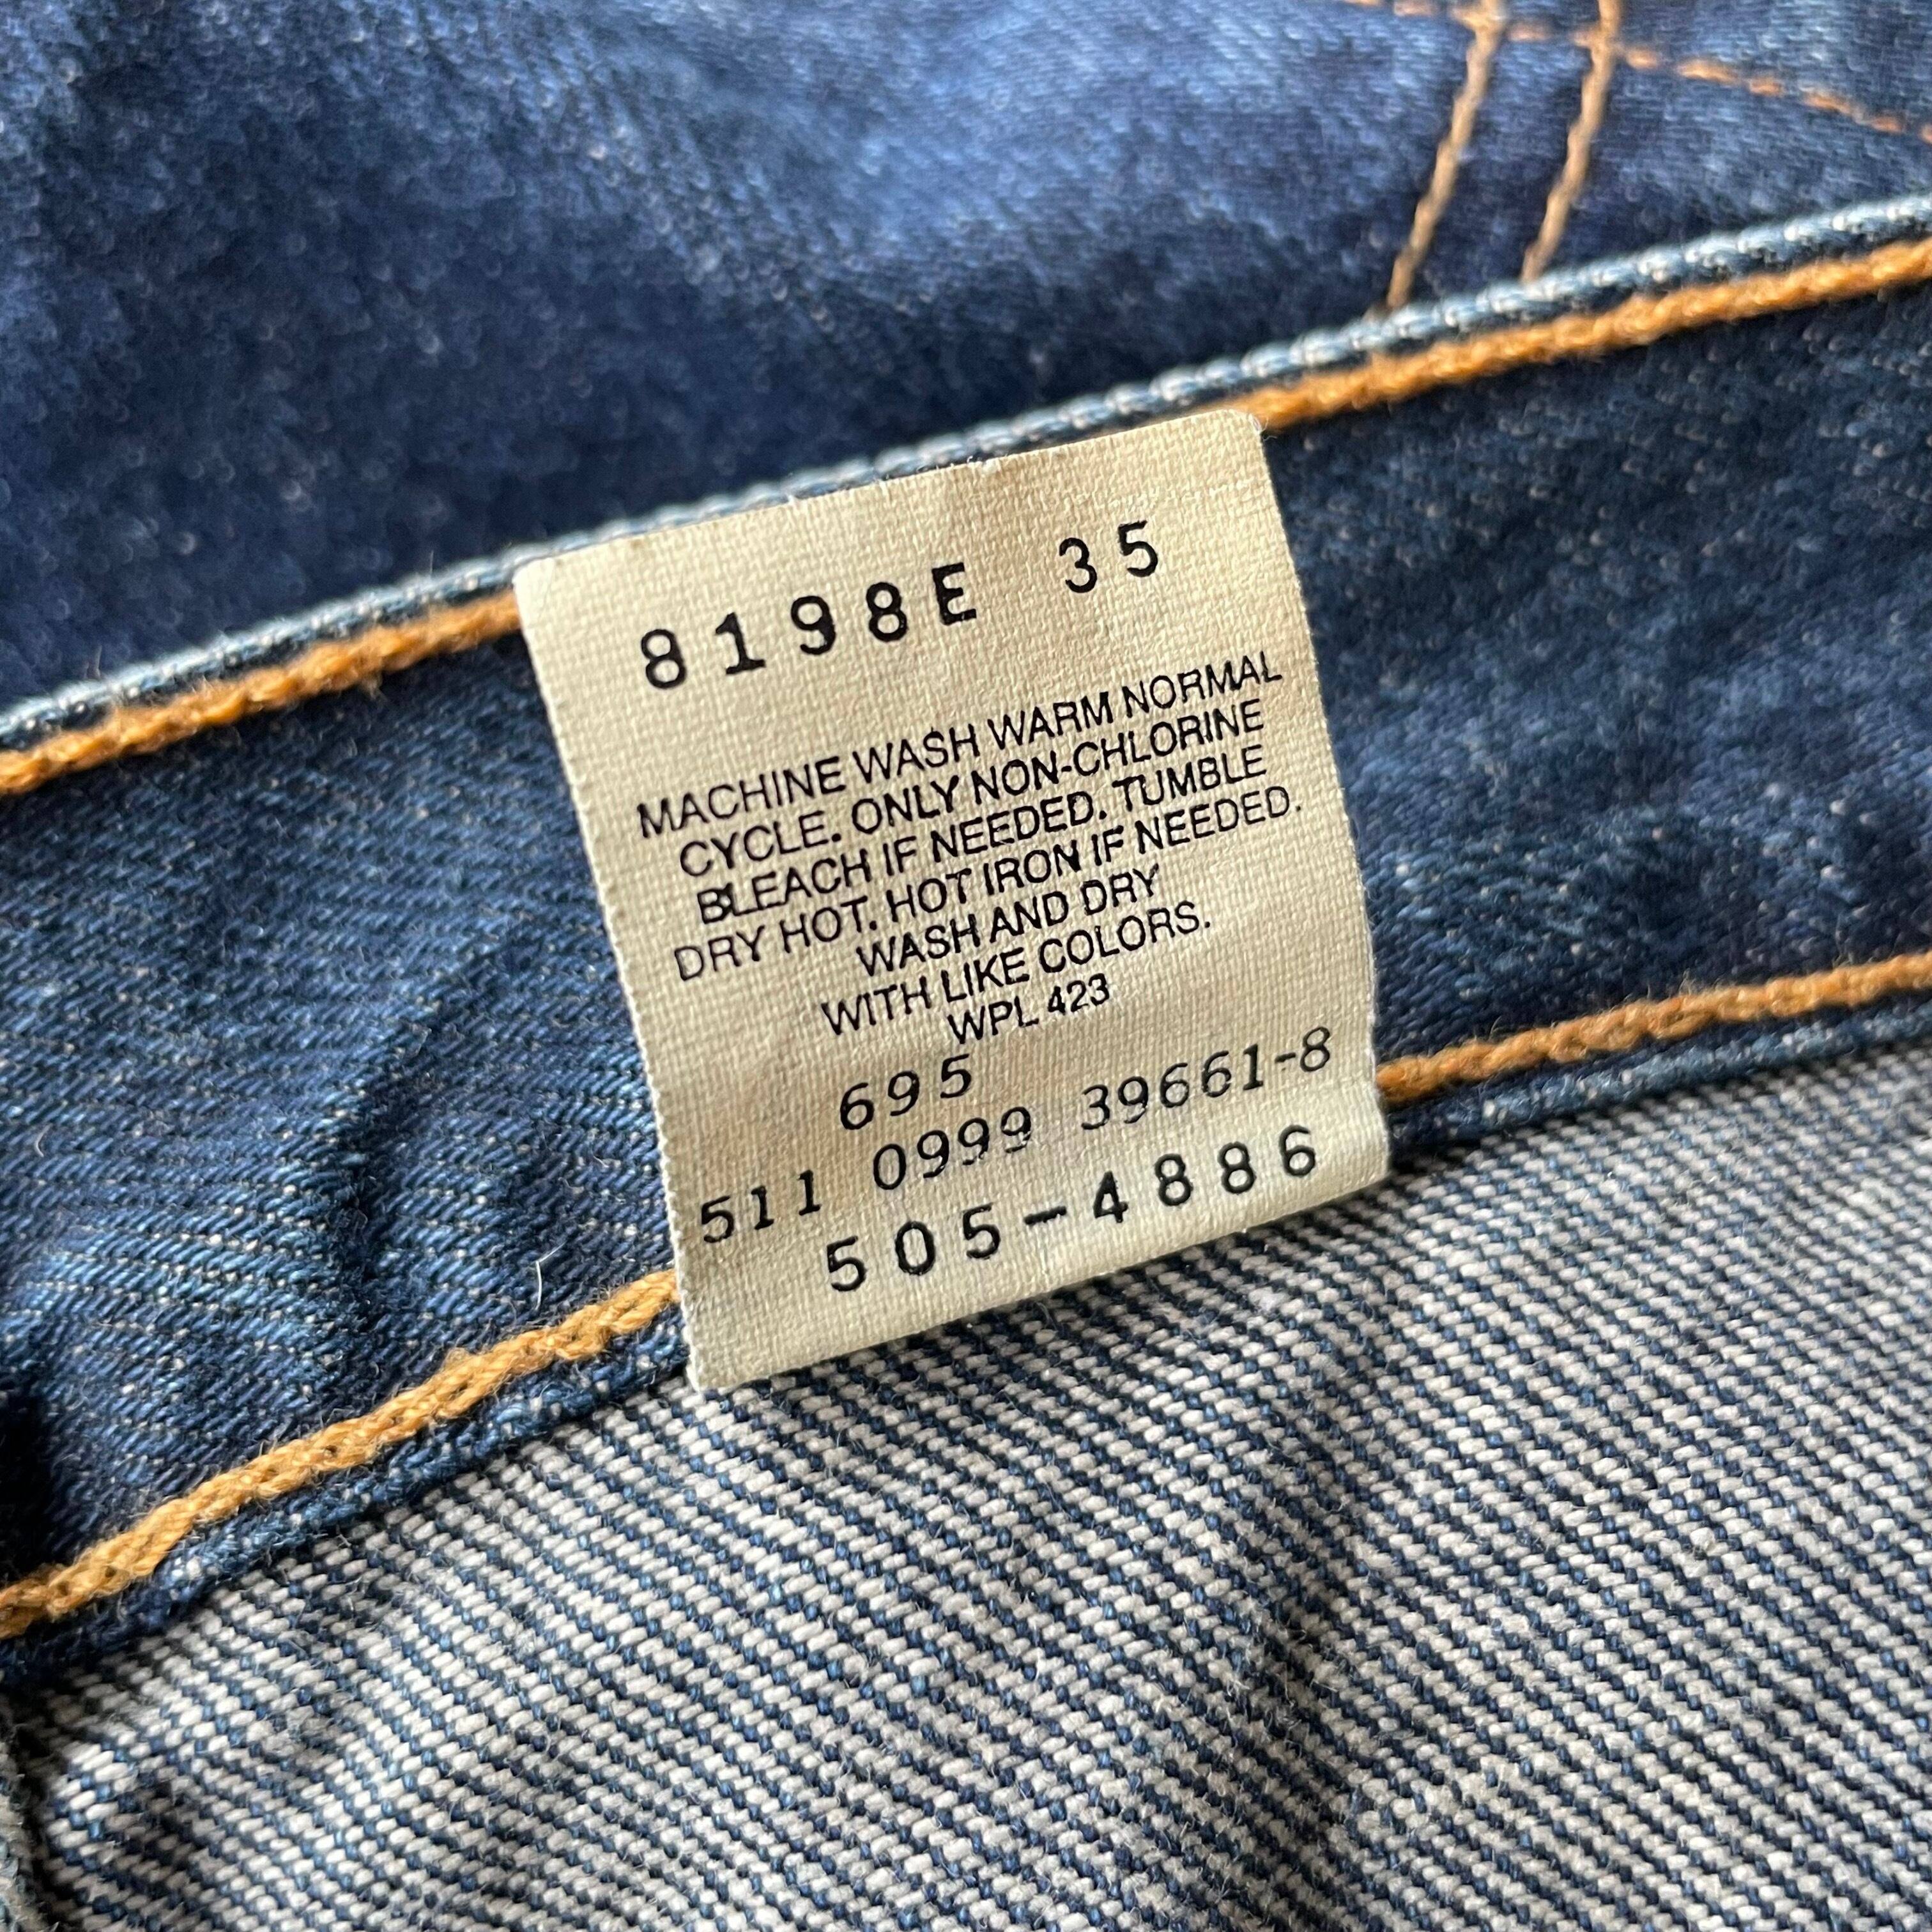 8198E 35
MACHINE WASH WARM NORMAL
CYCLE. ONLY NON-CHLORINE
BLEACH IF NEEDED. TUMBLE
DRY HOT. HOT IRON IF NEEDED.
WASH AND DRY
WITH LIKE COLORS.
WPL 423
695
511 0999 39661-8
505-4886